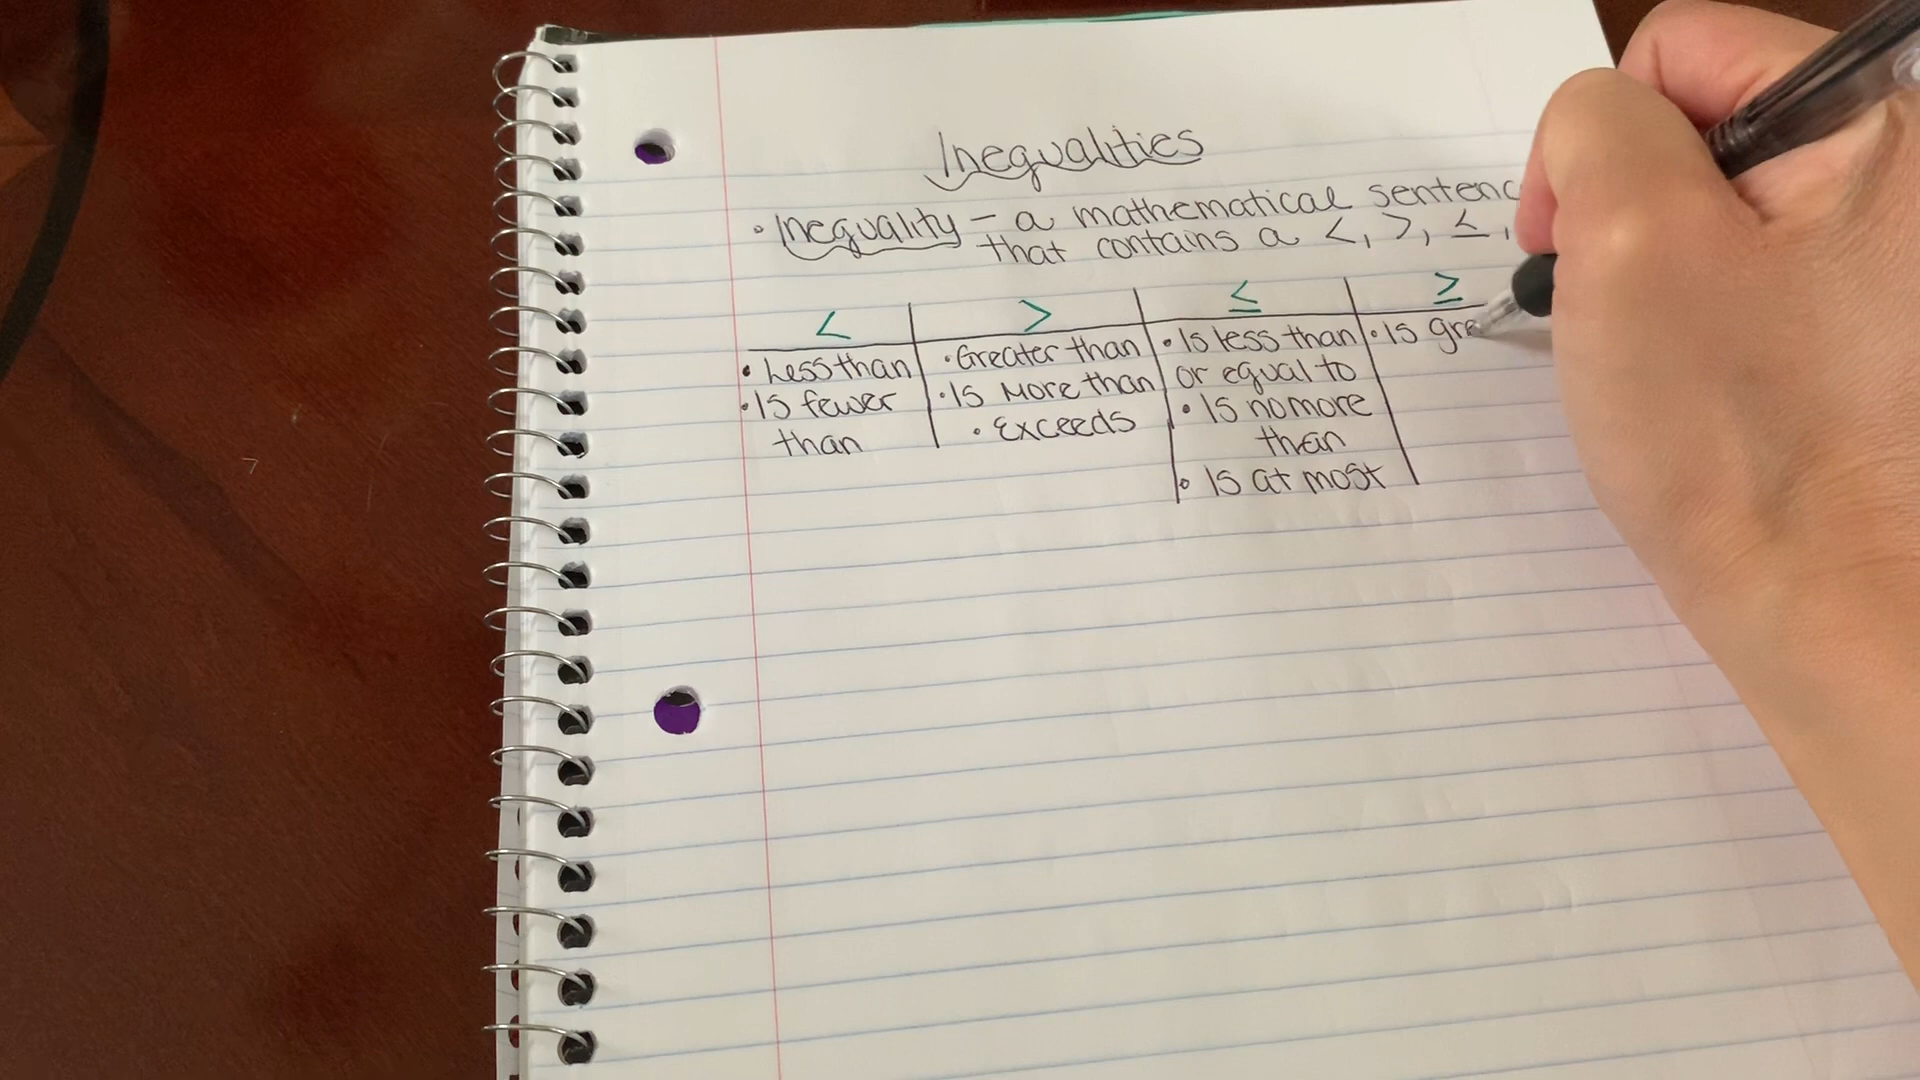 Inequalities
• Inequality – a mathematical sentenc
that contains a <, >, ≤,
< > ≤ ≥
• Less than
• Is fewer
than
• Greater than
• Is More than
• Exceeds
• Is less than
or equal to
• Is no more
than
• Is at most
• Is gre